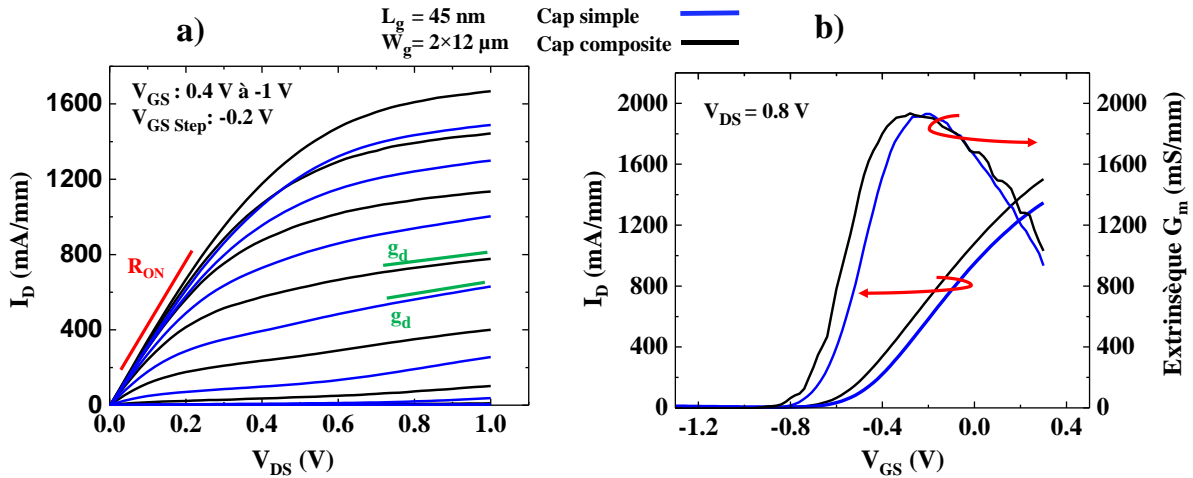 a)
L_g = 45 nm
W_g= 2×12 µm
Cap simple
Cap composite
b)
V_GS : 0.4 V à -1 V
V_GS Step: -0.2 V
R_ON
g_d
g_d
I_D (mA/mm)
1600
1200
800
400
0
0.0 0.2 0.4 0.6 0.8 1.0
V_DS (V)
V_DS = 0.8 V
I_D (mA/mm)
2000
1600
1200
800
400
0
-1.2 -0.8 -0.4 0.0 0.4
V_GS (V)
2000
1600
1200
800
400
0
Extrinsèque G_m (mS/mm)